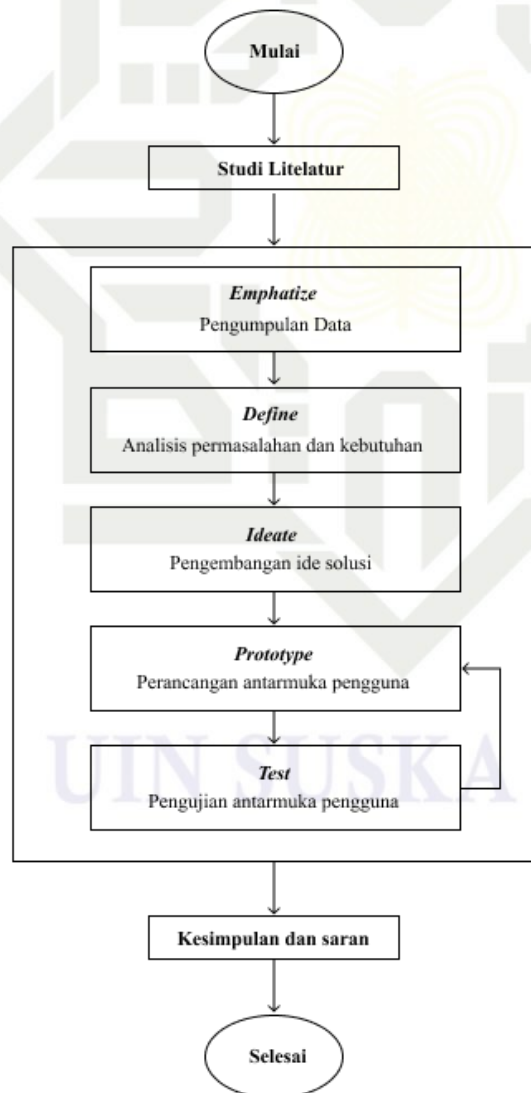 Mulai
Studi Litelatur
Emphatize
Pengumpulan Data
Define
Analisis permasalahan dan kebutuhan
Ideate
Pengembangan ide solusi
Prototype
Perancangan antarmuka pengguna
UIN SUSKA
Test
Pengujian antarmuka pengguna
Kesimpulan dan saran
Selesai